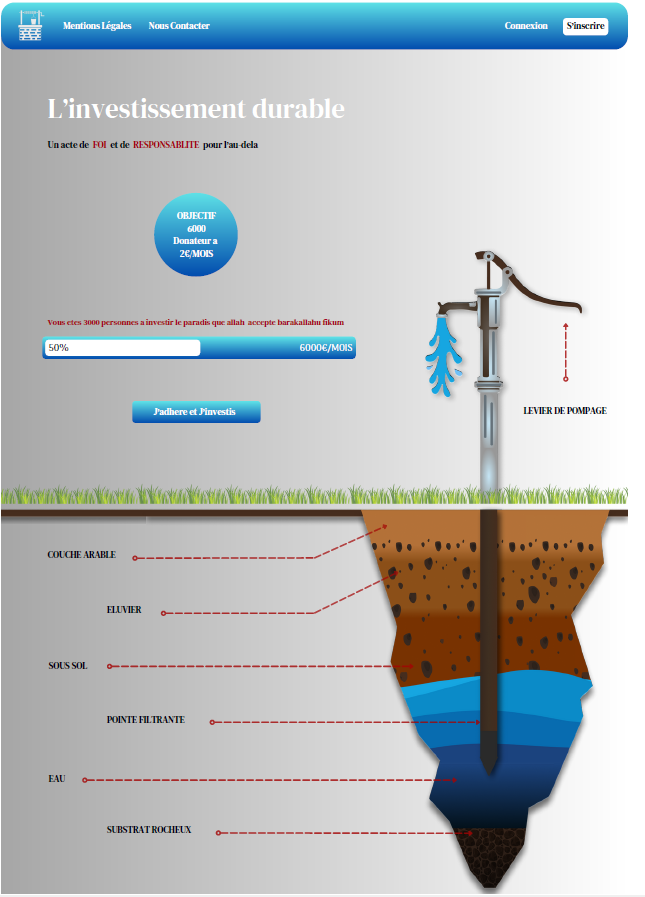 Mentions Légales Nous Contacter Connexion S'inscrire
L'investissement durable
Un acte de FOI et de RESPONSABLITE pour l'au-dela
OBJECTIF
6000
Donateur a
2€/MOIS
Vous etes 3000 personnes a investir le paradis que allah accepte barakallahu fikum
50% 6000€/MOIS
LEVIER DE POMPAGE
J'adhere et J'investis
COUCHE ARABLE
ELUVIER
SOUS SOL
POINTE FILTRANTE
EAU
SUBSTRAT ROCHEUX